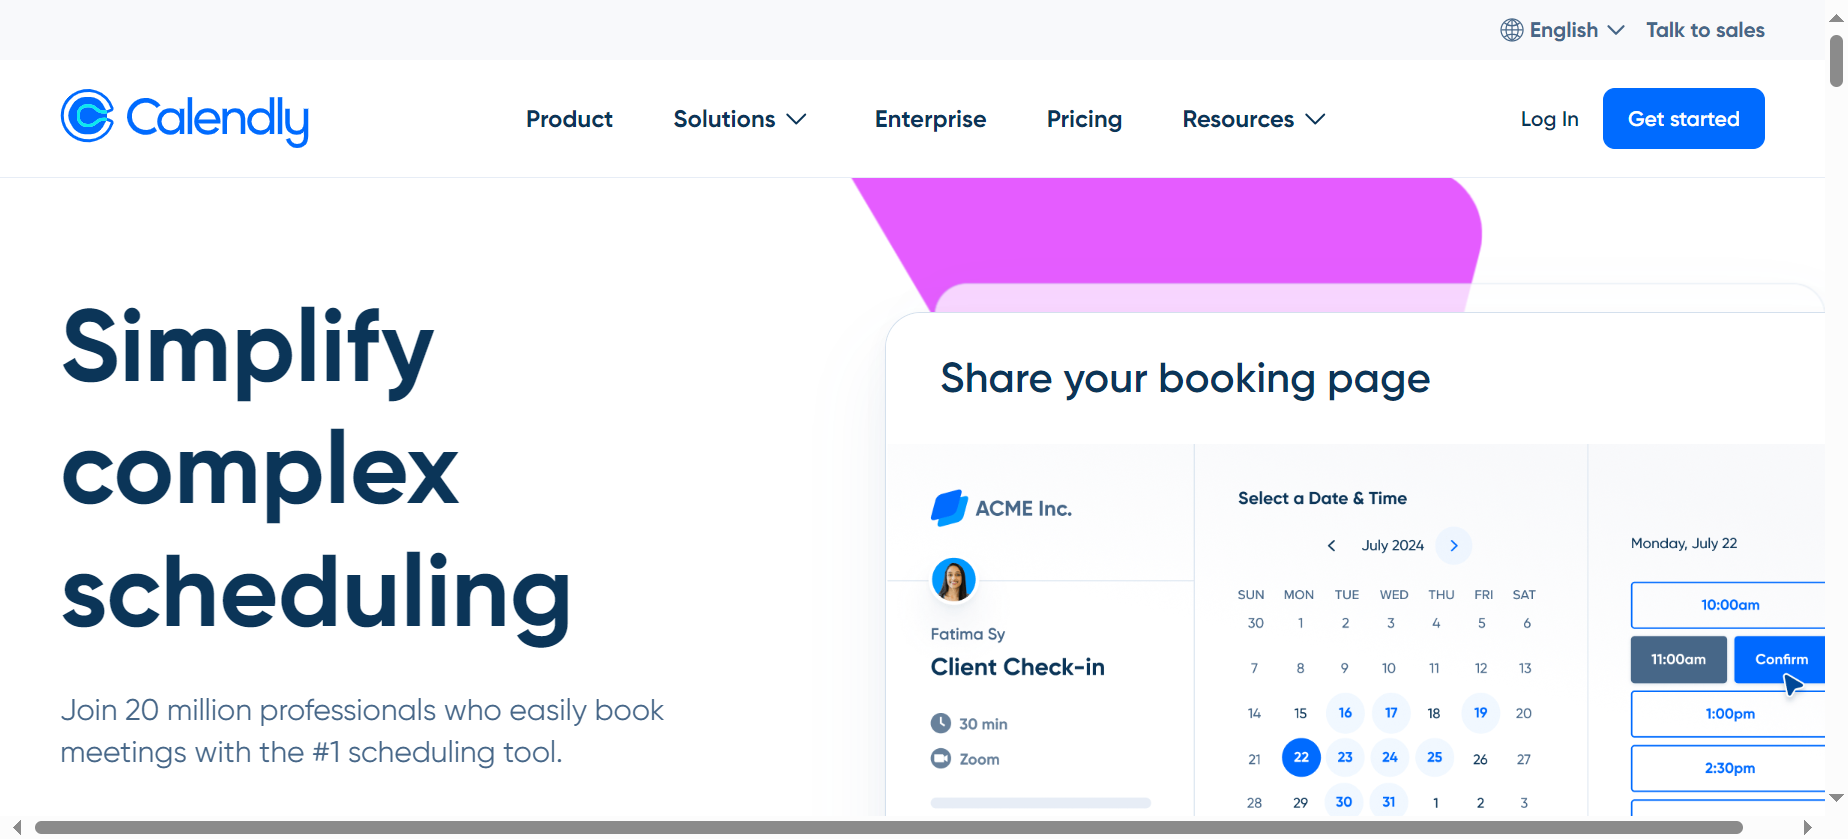 English
Talk to sales
Calendly
Product
Solutions
Enterprise
Pricing
Resources
Log In
Get started
Simplify
complex
scheduling
Join 20 million professionals who easily book
meetings with the #1 scheduling tool.
Share your booking page
ACME Inc.
Fatima Sy
Client Check-in
30 min
Zoom
Select a Date & Time
July 2024
SUN MON TUE WED THU FRI SAT
30 1 2 3 4 5 6
7 8 9 10 11 12 13
14 15 16 17 18 19 20
21 22 23 24 25 26 27
28 29 30 31 1 2 3
Monday, July 22
10:00am
11:00am
Confirm
1:00pm
2:30pm